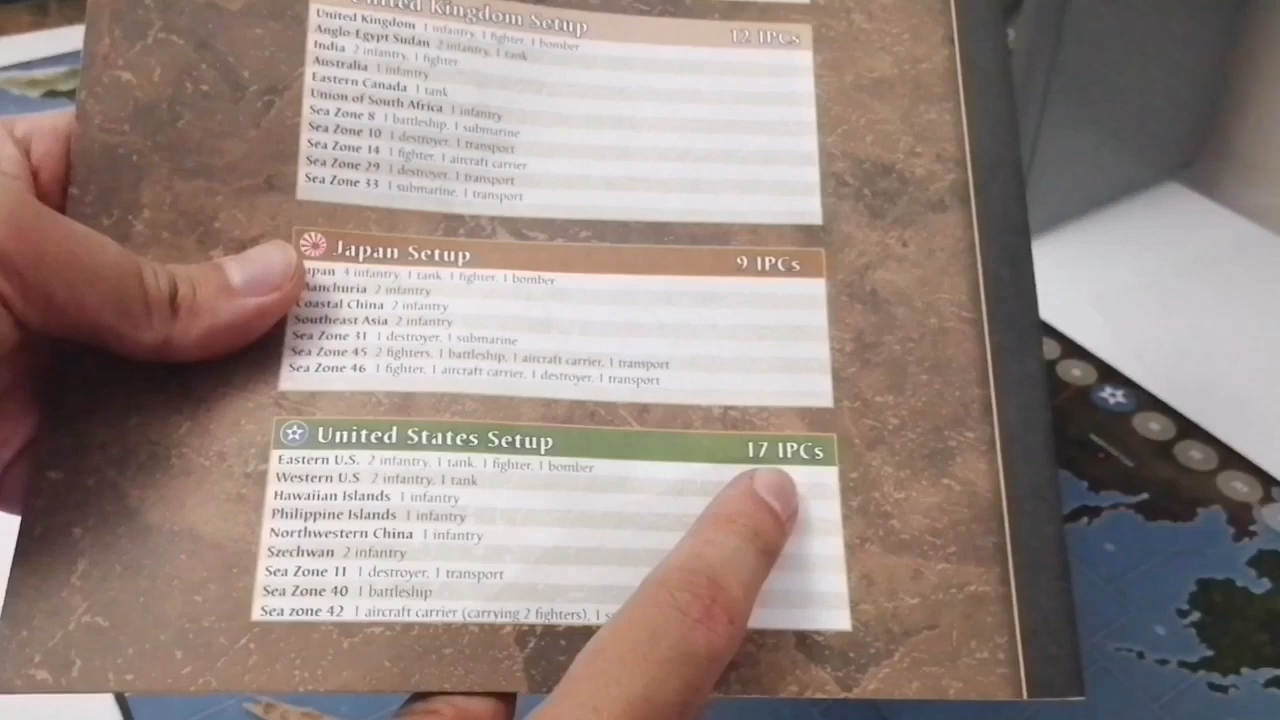 United Kingdom Setup 12 IPCs
United Kingdom 1 infantry, 1 fighter, 1 bomber
Anglo-Egypt Sudan 2 infantry, 1 tank
India 2 infantry, 1 fighter
Australia 1 infantry
Eastern Canada 1 tank
Union of South Africa 1 infantry
Sea Zone 8 1 battleship, 1 submarine
Sea Zone 10 1 destroyer, 1 transport
Sea Zone 14 1 fighter, 1 aircraft carrier
Sea Zone 29 1 destroyer, 1 transport
Sea Zone 33 1 submarine, 1 transport
Japan Setup 9 IPCs
Japan 4 infantry, 1 tank, 1 fighter, 1 bomber
Manchuria 2 infantry
Coastal China 2 infantry
Southeast Asia 2 infantry
Sea Zone 31 1 destroyer, 1 submarine
Sea Zone 45 2 fighters, 1 battleship, 1 aircraft carrier, 1 transport
Sea Zone 46 1 fighter, 1 aircraft carrier, 1 destroyer, 1 transport
United States Setup 17 IPCs
Eastern U.S. 2 infantry, 1 tank, 1 fighter, 1 bomber
Western U.S 2 infantry, 1 tank
Hawaiian Islands 1 infantry
Philippine Islands 1 infantry
Northwestern China 1 infantry
Szechwan 2 infantry
Sea Zone 11 1 destroyer, 1 transport
Sea Zone 40 1 battleship
Sea zone 42 1 aircraft carrier (carrying 2 fighters), 1